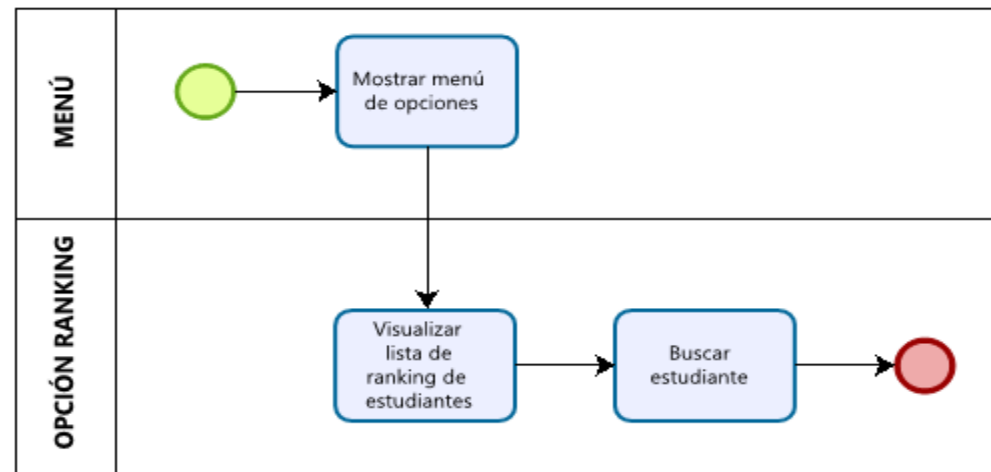 MENÚ
Mostrar menú
de opciones
OPCIÓN RANKING
Visualizar
lista de
ranking de
estudiantes
Buscar
estudiante